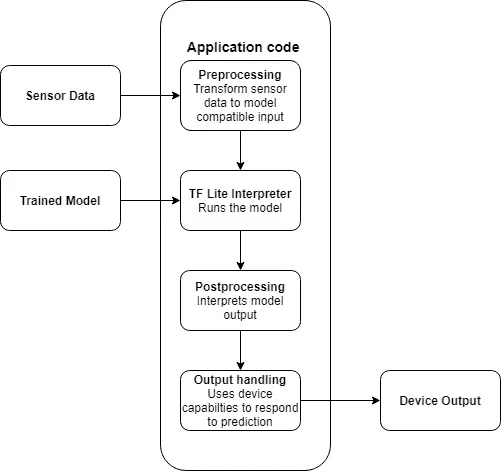 Application code
Sensor Data
Preprocessing
Transform sensor
data to model
compatible input
Trained Model
TF Lite Interpreter
Runs the model
Postprocessing
Interprets model
output
Output handling
Uses device
capabilties to respond
to prediction
Device Output